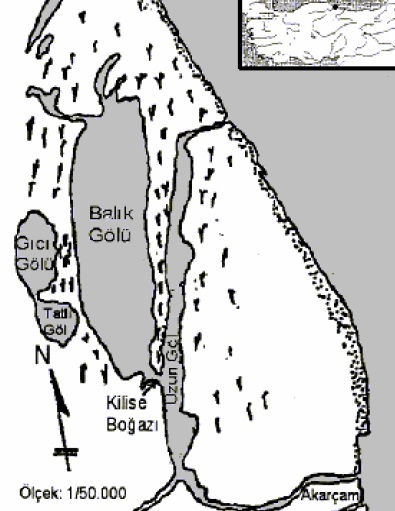 Balık
Gölü
Gıcı
Gölü
Tatlı
Göl
Uzun Göl
N
Kilise
Boğazı
Ölçek: 1/50.000
Akarçam